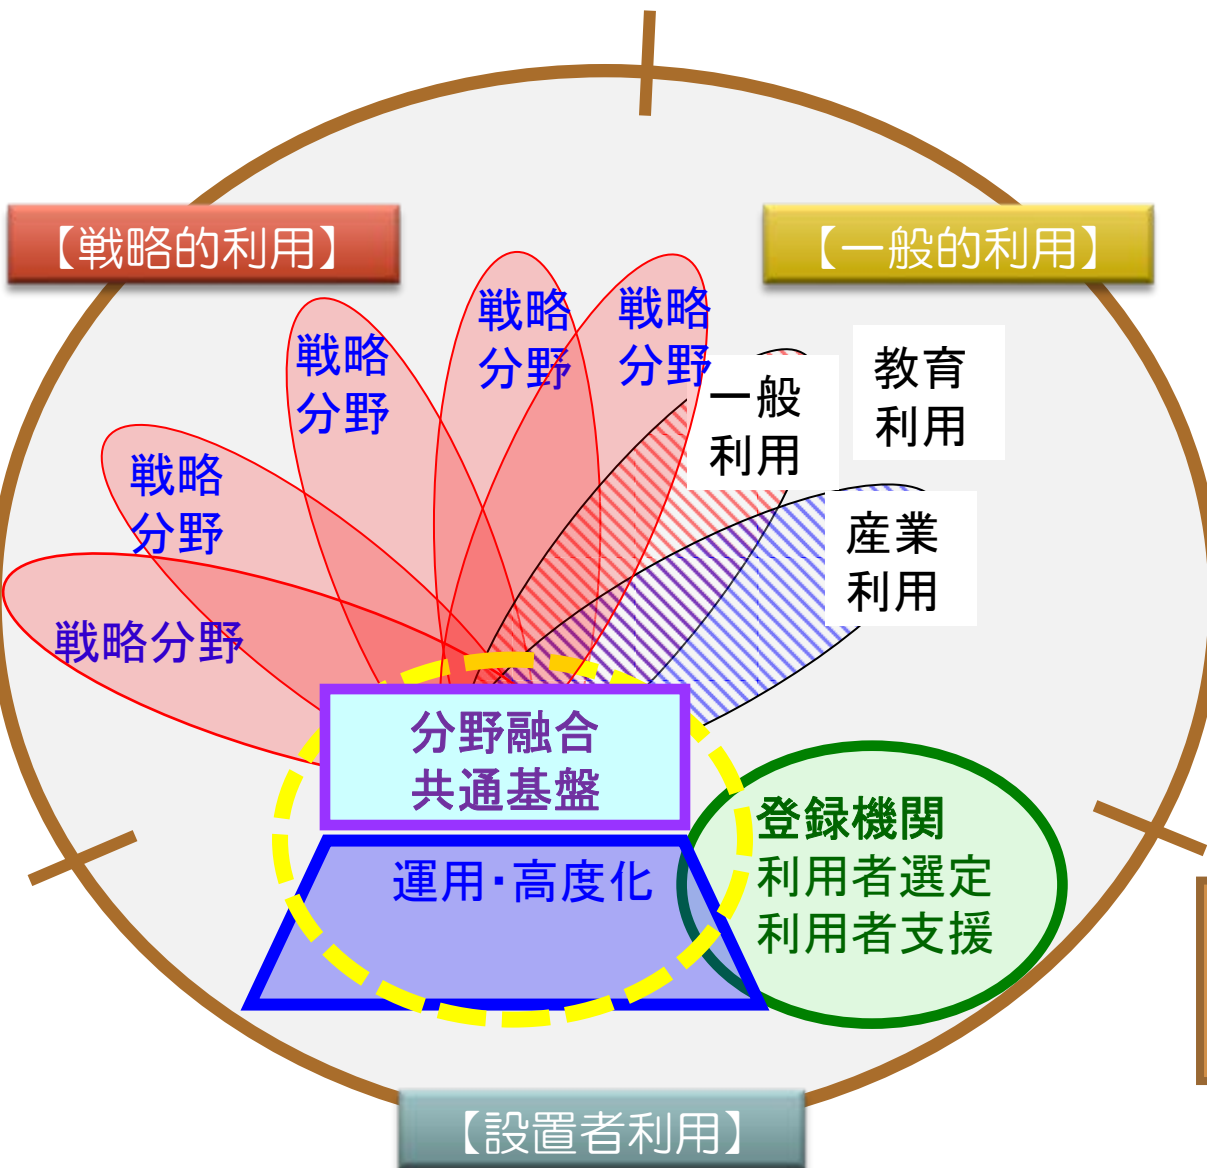 【戦略的利用】
【一般的利用】
戦略
分野
戦略
分野
戦略
分野
戦略
分野
戦略分野
一般
利用
教育
利用
産業
利用
分野融合
共通基盤
運用・高度化
登録機関
利用者選定
利用者支援
【設置者利用】